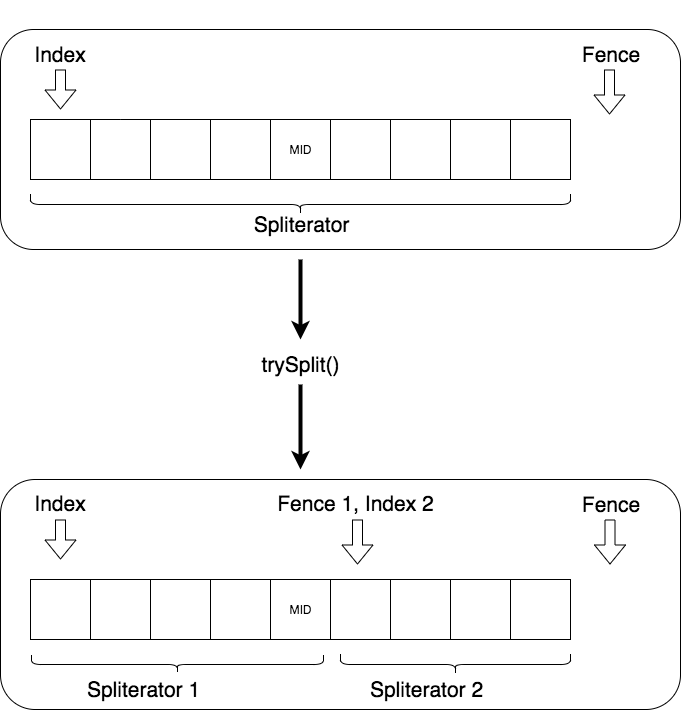 Index
Fence
MID
Spliterator
trySplit()
Index
Fence 1, Index 2
Fence
MID
Spliterator 1
Spliterator 2